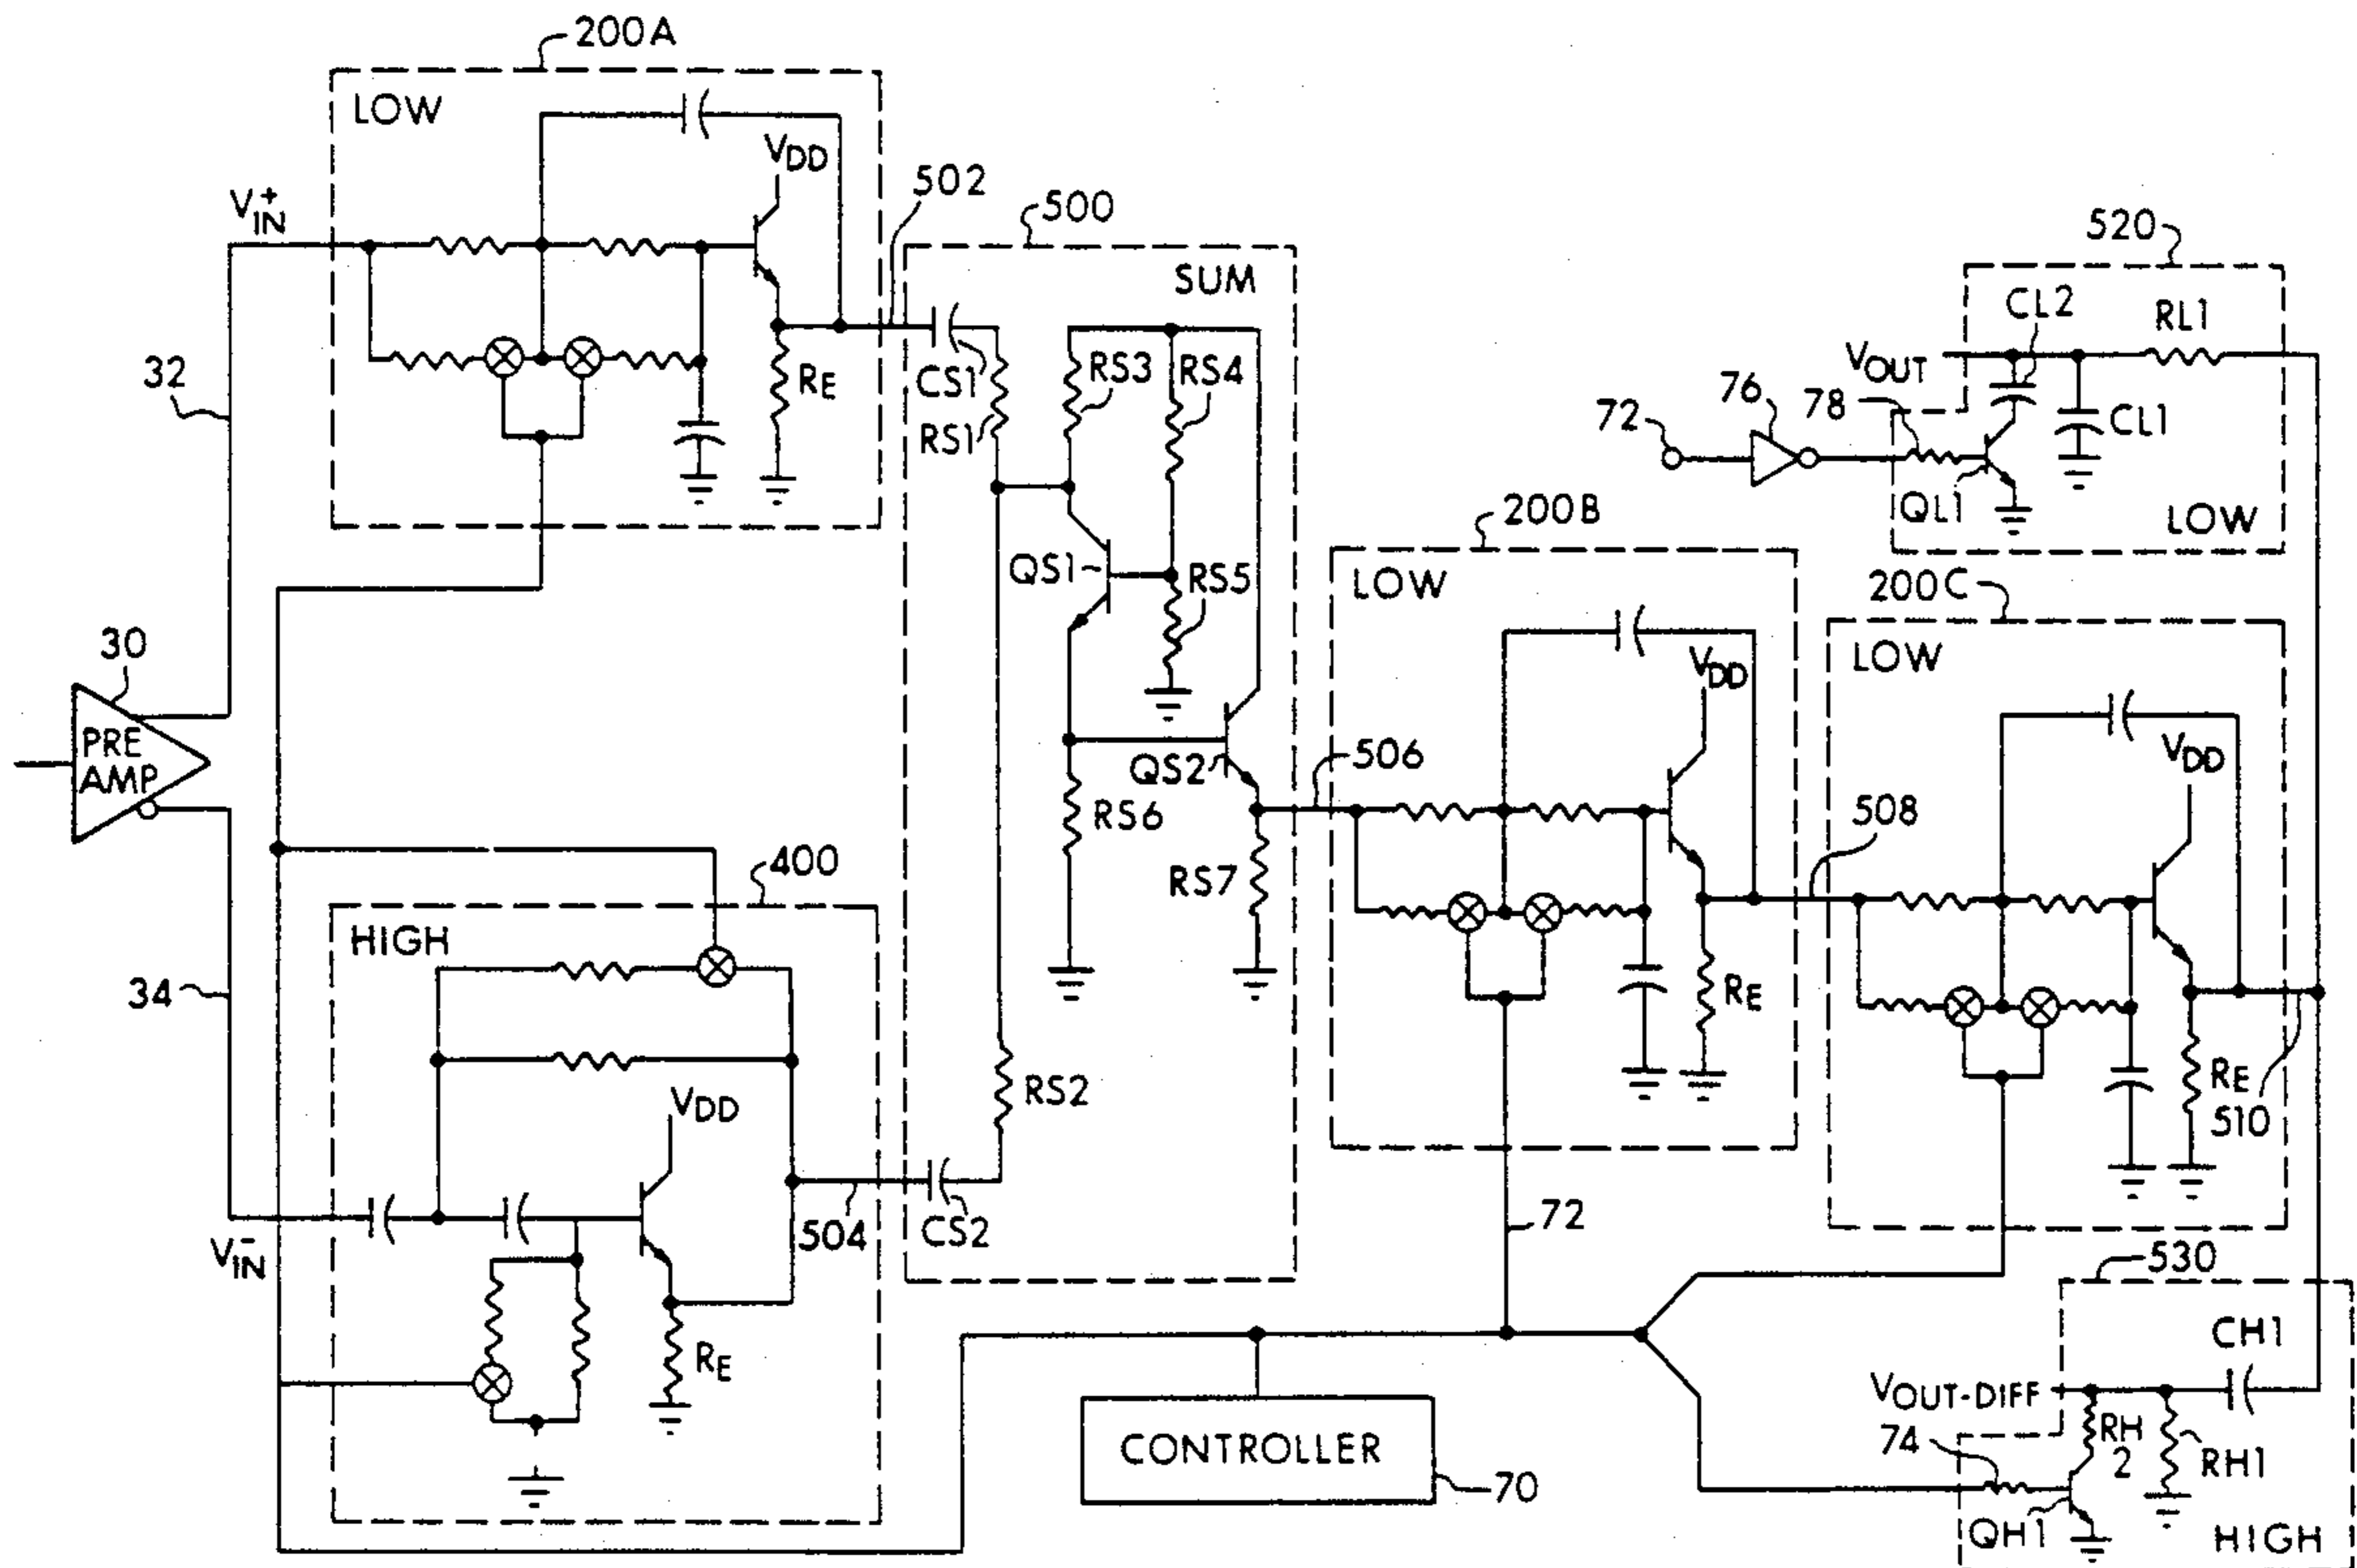 200A
LOW
VDD
V+IN
502
500
SUM
520
CL2
RL1
VOUT
76
78
72
CL1
QL1
LOW
32
RE
CS1
RS1
RS3
RS4
QS1
RS5
200B
LOW
200C
LOW
30
PRE
AMP
VDD
VDD
QS2
506
RS6
RS7
508
400
HIGH
34
RE
RE
510
RS2
VDD
504
CS2
72
V-IN
530
RE
CH1
VOUT-DIFF
74
RH
2
RH1
CONTROLLER
70
QH1
HIGH